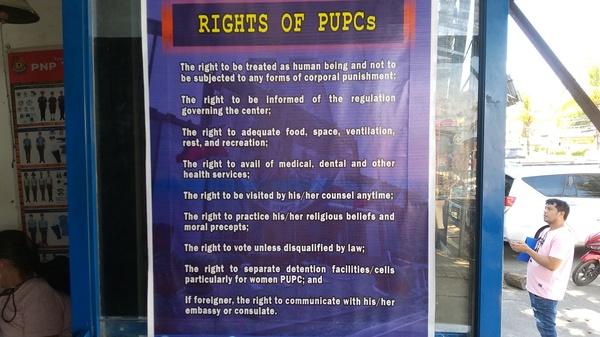 RIGHTS OF PUPCs
The right to be treated as human being and not to
be subjected to any forms of corporal punishment;
The right to be informed of the regulation
governing the center;
The right to adequate food, space, ventilation,
rest, and recreation;
The right to avail of medical, dental and other
health services;
The right to be visited by his/her counsel anytime;
The right to practice his/her religious beliefs and
moral precepts;
The right to vote unless disqualified by law;
The right to separate detention facilities/cells
particularly for women PUPC; and
If foreigner, the right to communicate with his/her
embassy or consulate.
PNP